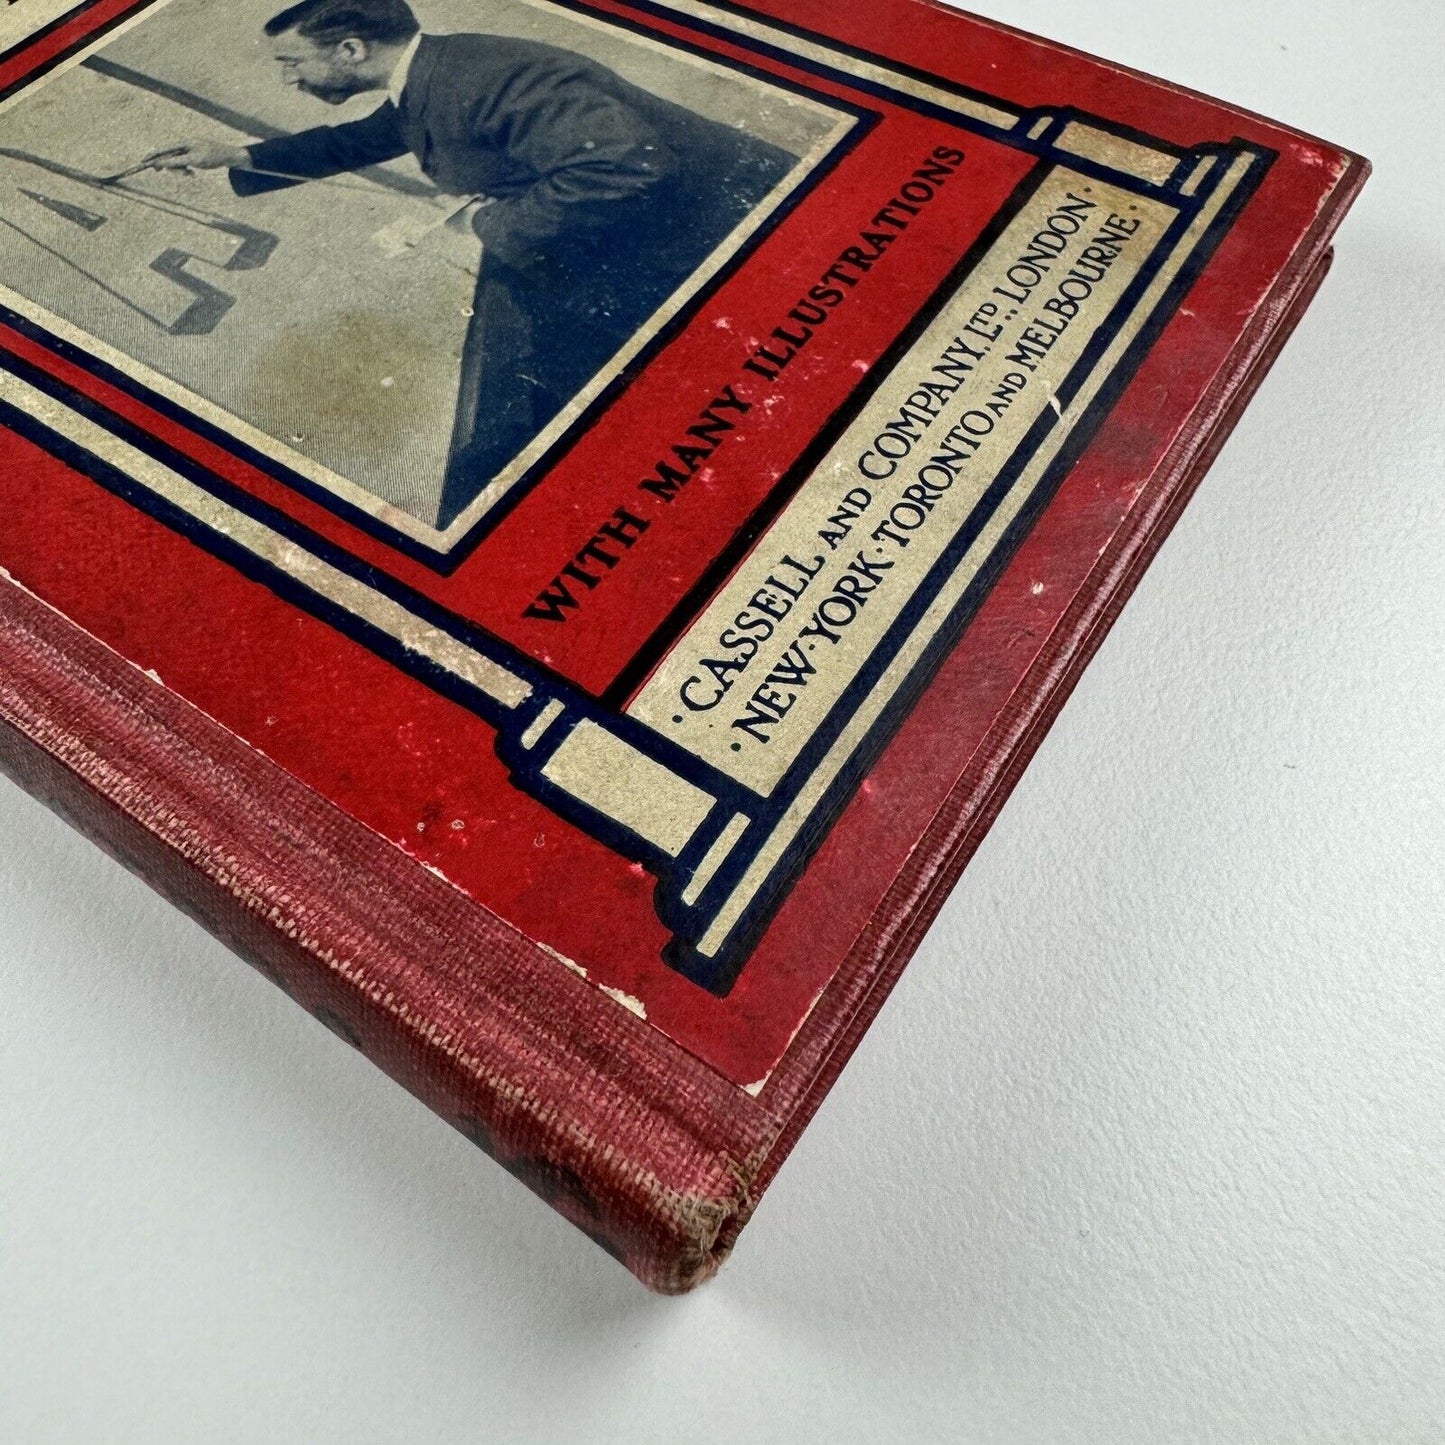 WITH MANY ILLUSTRATIONS
· CASSELL AND COMPANY, LTD., LONDON ·
· NEW·YORK · TORONTO AND MELBOURNE ·